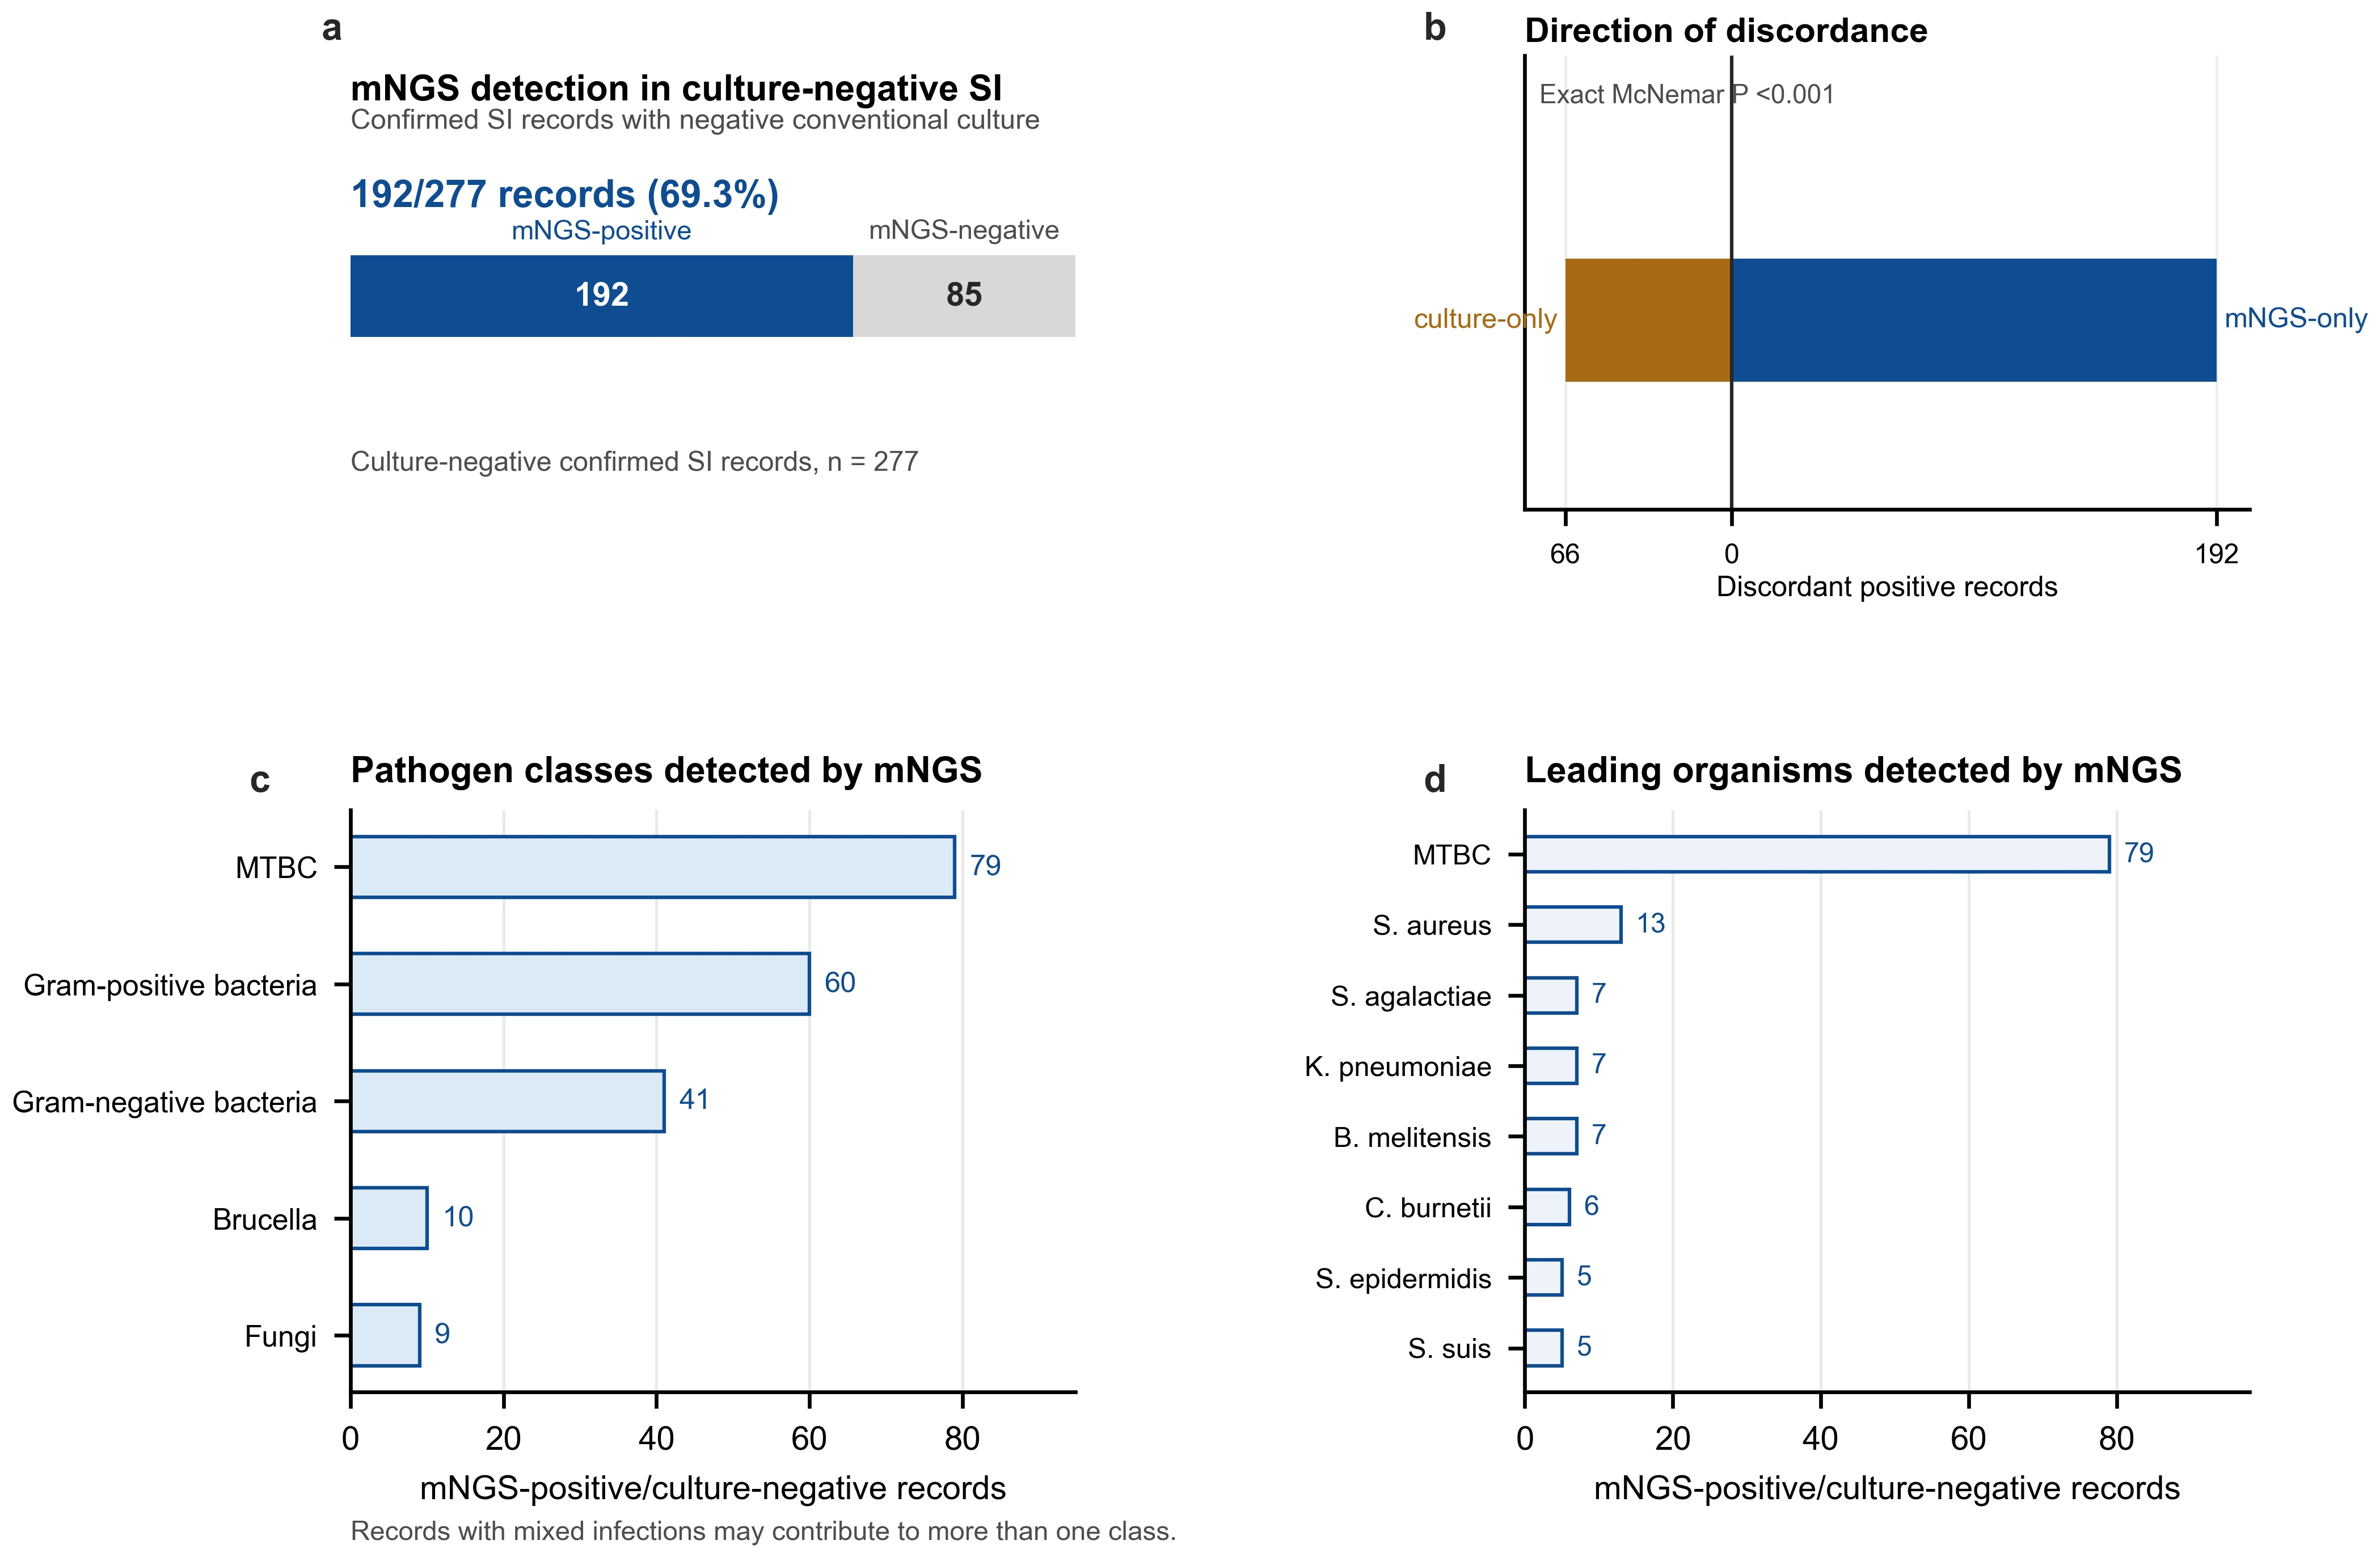 a
mNGS detection in culture-negative SI
Confirmed SI records with negative conventional culture
192/277 records (69.3%)
mNGS-positive
mNGS-negative
192
85
Culture-negative confirmed SI records, n = 277
b
Direction of discordance
Exact McNemar P <0.001
culture-only
mNGS-only
66
0
192
Discordant positive records
c
Pathogen classes detected by mNGS
MTBC
79
Gram-positive bacteria
60
Gram-negative bacteria
41
Brucella
10
Fungi
9
0
20
40
60
80
mNGS-positive/culture-negative records
Records with mixed infections may contribute to more than one class.
d
Leading organisms detected by mNGS
MTBC
79
S. aureus
13
S. agalactiae
7
K. pneumoniae
7
B. melitensis
7
C. burnetii
6
S. epidermidis
5
S. suis
5
0
20
40
60
80
mNGS-positive/culture-negative records